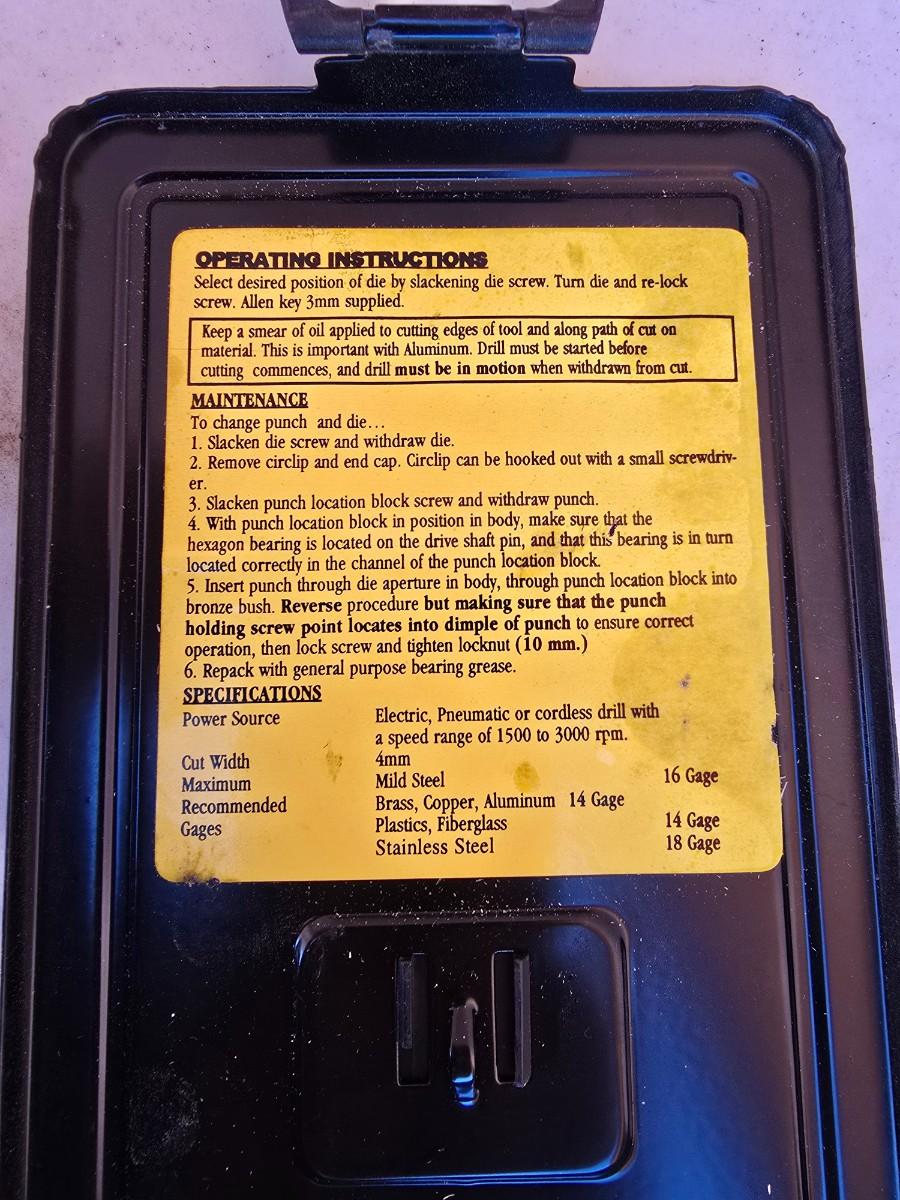 OPERATING INSTRUCTIONS
Select desired position of die by slackening die screw. Turn die and re-lock
screw. Allen key 3mm supplied.
Keep a smear of oil applied to cutting edges of tool and along path of cut on
material. This is important with Aluminum. Drill must be started before
cutting commences, and drill must be in motion when withdrawn from cut.
MAINTENANCE
To change punch and die...
1. Slacken die screw and withdraw die.
2. Remove circlip and end cap. Circlip can be hooked out with a small screwdriv-
er.
3. Slacken punch location block screw and withdraw punch.
4. With punch location block in position in body, make sure that the
hexagon bearing is located on the drive shaft pin, and that this bearing is in turn
located correctly in the channel of the punch location block.
5. Insert punch through die aperture in body, through punch location block into
bronze bush. Reverse procedure but making sure that the punch
holding screw point locates into dimple of punch to ensure correct
operation, then lock screw and tighten locknut (10 mm.)
6. Repack with general purpose bearing grease.
SPECIFICATIONS
Power Source Electric, Pneumatic or cordless drill with
a speed range of 1500 to 3000 rpm.
Cut Width 4mm
Maximum Mild Steel 16 Gage
Recommended Brass, Copper, Aluminum 14 Gage
Gages Plastics, Fiberglass 14 Gage
Stainless Steel 18 Gage